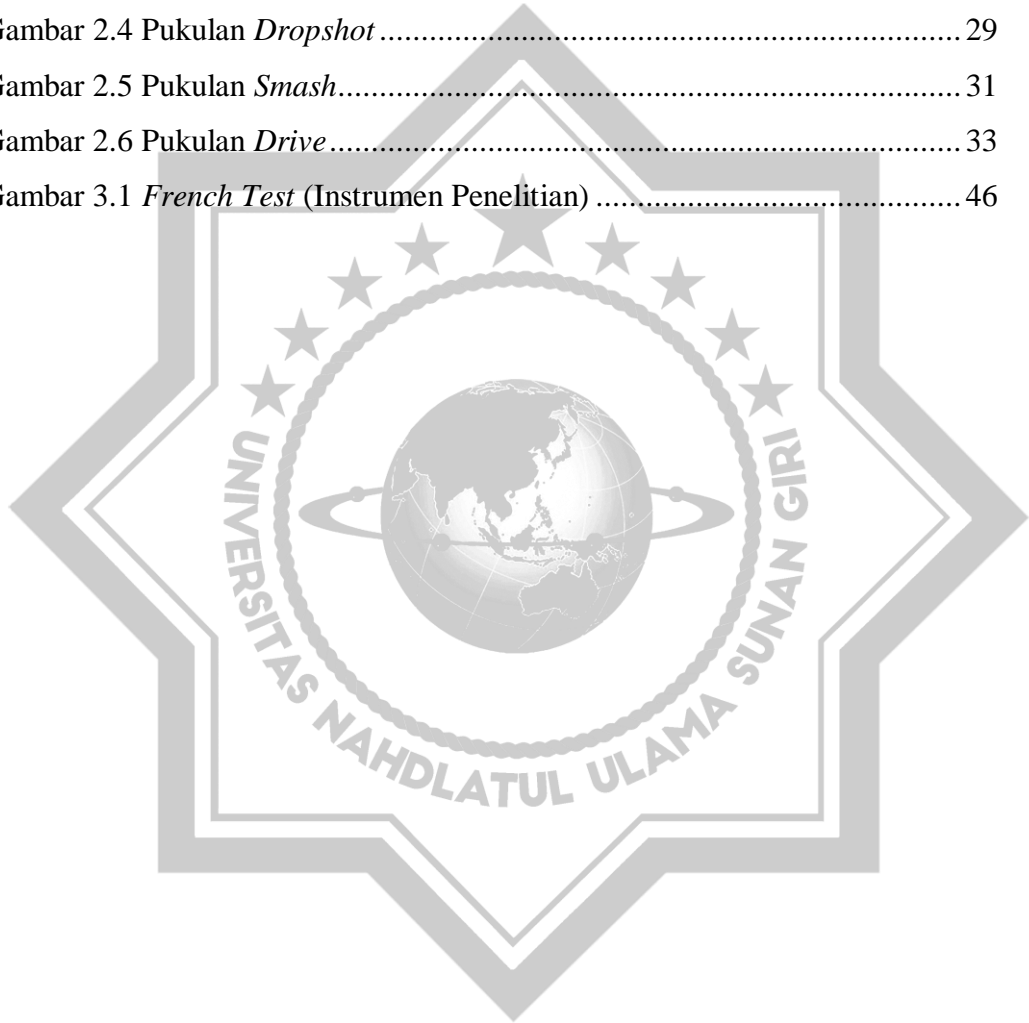 Gambar 2.4 Pukulan Dropshot ........................................................................ 29
Gambar 2.5 Pukulan Smash.............................................................................. 31
Gambar 2.6 Pukulan Drive............................................................................... 33
Gambar 3.1 French Test (Instrumen Penelitian) .............................................. 46
UNIVERSITAS NAHDLATUL ULAMA SUNAN GIRI